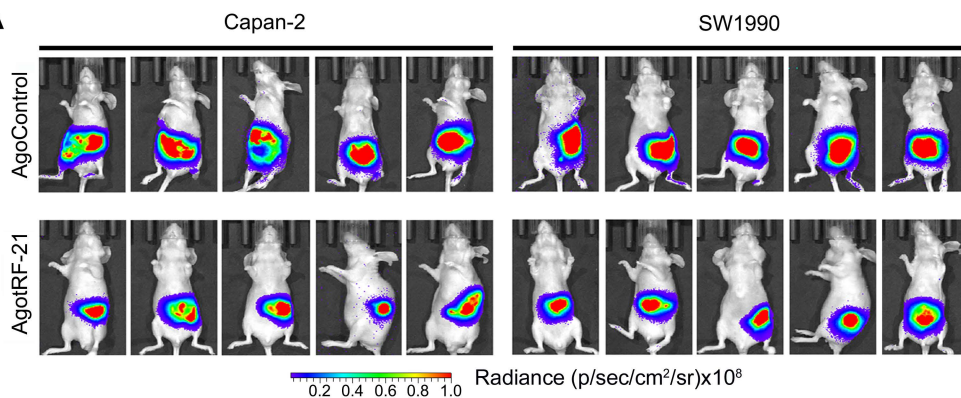 A
Capan-2 SW1990
AgoControl
AgotRF-21
0.2 0.4 0.6 0.8 1.0 Radiance (p/sec/cm²/sr)x10⁸